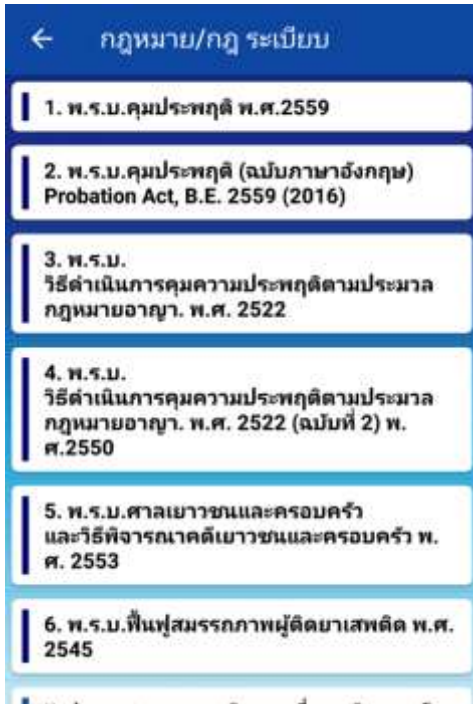 ← กฎหมาย/กฎ ระเบียบ
1. พ.ร.บ.คุมประพฤติ พ.ศ.2559
2. พ.ร.บ.คุมประพฤติ (ฉบับภาษาอังกฤษ)
Probation Act, B.E. 2559 (2016)
3. พ.ร.บ.
วิธีดำเนินการคุมความประพฤติตามประมวล
กฎหมายอาญา. พ.ศ. 2522
4. พ.ร.บ.
วิธีดำเนินการคุมความประพฤติตามประมวล
กฎหมายอาญา. พ.ศ. 2522 (ฉบับที่ 2) พ.
ศ.2550
5. พ.ร.บ.ศาลเยาวชนและครอบครัว
และวิธีพิจารณาคดีเยาวชนและครอบครัว พ.
ศ. 2553
6. พ.ร.บ.ฟื้นฟูสมรรถภาพผู้ติดยาเสพติด พ.ศ.
2545